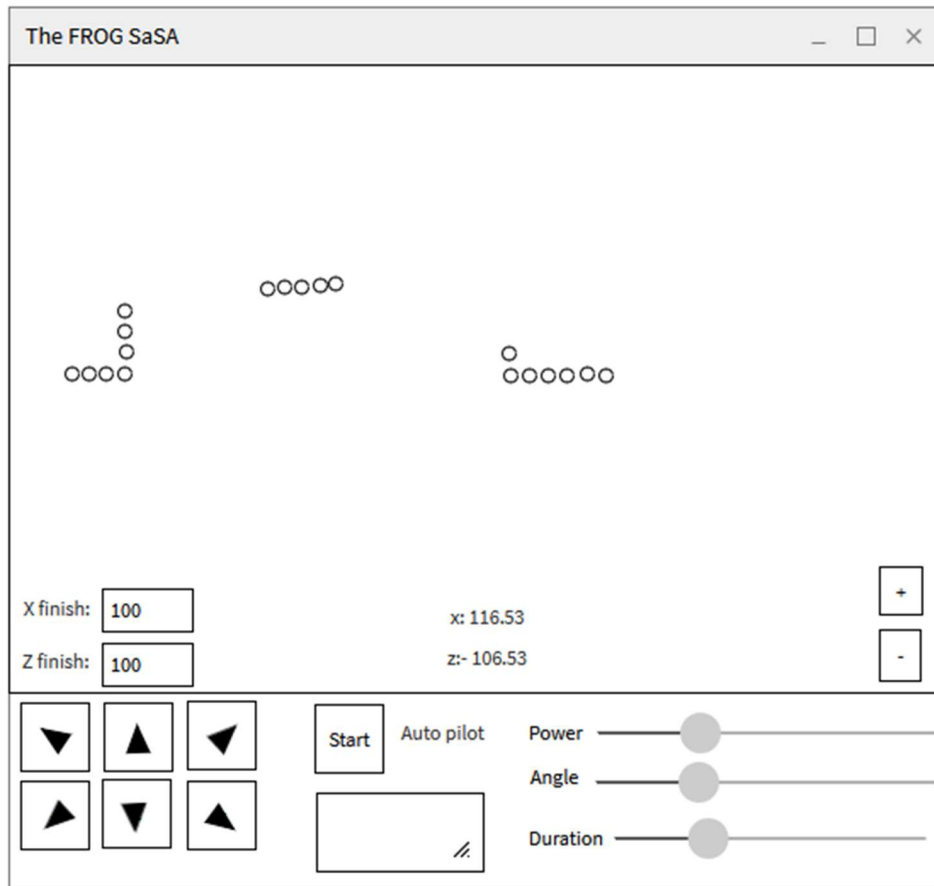 The FROG SaSA
X finish: 100
Z finish: 100
x: 116.53
z:- 106.53
+
-
Start
Auto pilot
Power
Angle
Duration